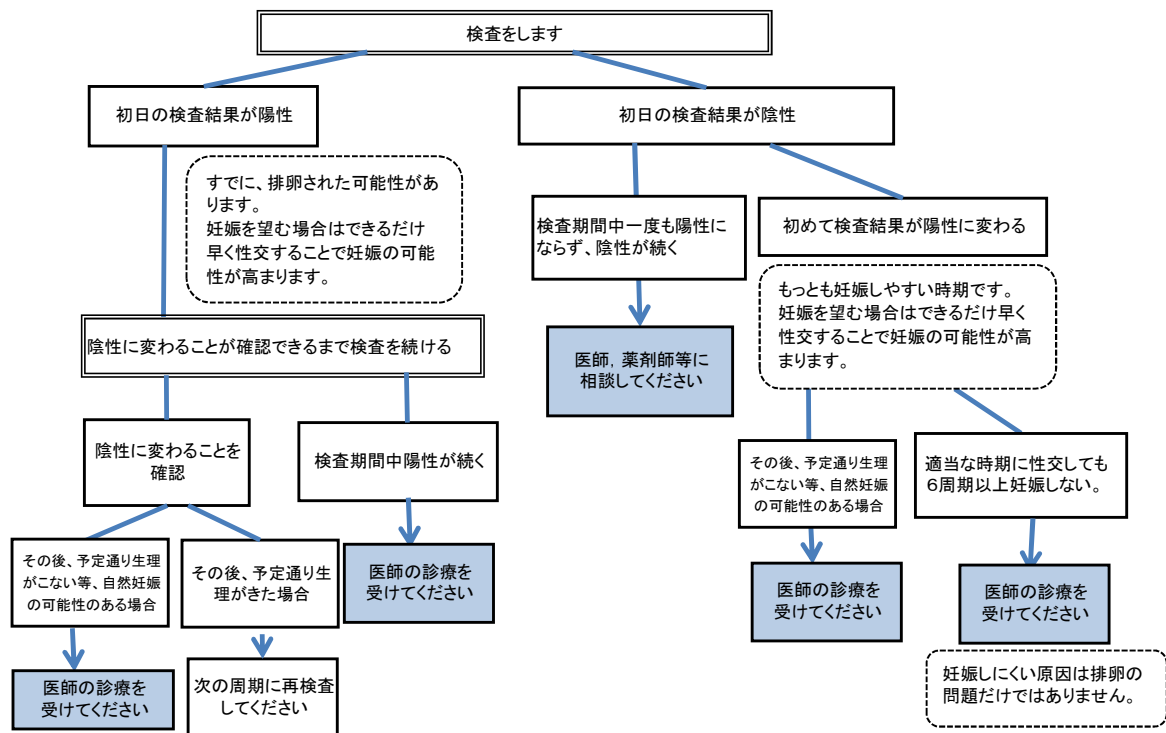 検査をします
初日の検査結果が陽性
初日の検査結果が陰性
すでに、排卵された可能性があ
ります。
妊娠を望む場合はできるだけ
早く性交することで妊娠の可能
性が高まります。
検査期間中一度も陽性に
ならず、陰性が続く
初めて検査結果が陽性に変わる
もっとも妊娠しやすい時期です。
妊娠を望む場合はできるだけ早く
性交することで妊娠の可能性が高
まります。
陰性に変わることが確認できるまで検査を続ける
医師，薬剤師等に
相談してください
陰性に変わることを
確認
検査期間中陽性が続く
その後、予定通り生理
がこない等、自然妊娠
の可能性のある場合
適当な時期に性交しても
６周期以上妊娠しない。
その後、予定通り生理
がこない等、自然妊娠
の可能性のある場合
その後、予定通り生
理がきた場合
医師の診療を
受けてください
医師の診療を
受けてください
医師の診療を
受けてください
医師の診療を
受けてください
次の周期に再検査
してください
妊娠しにくい原因は排卵の
問題だけではありません。